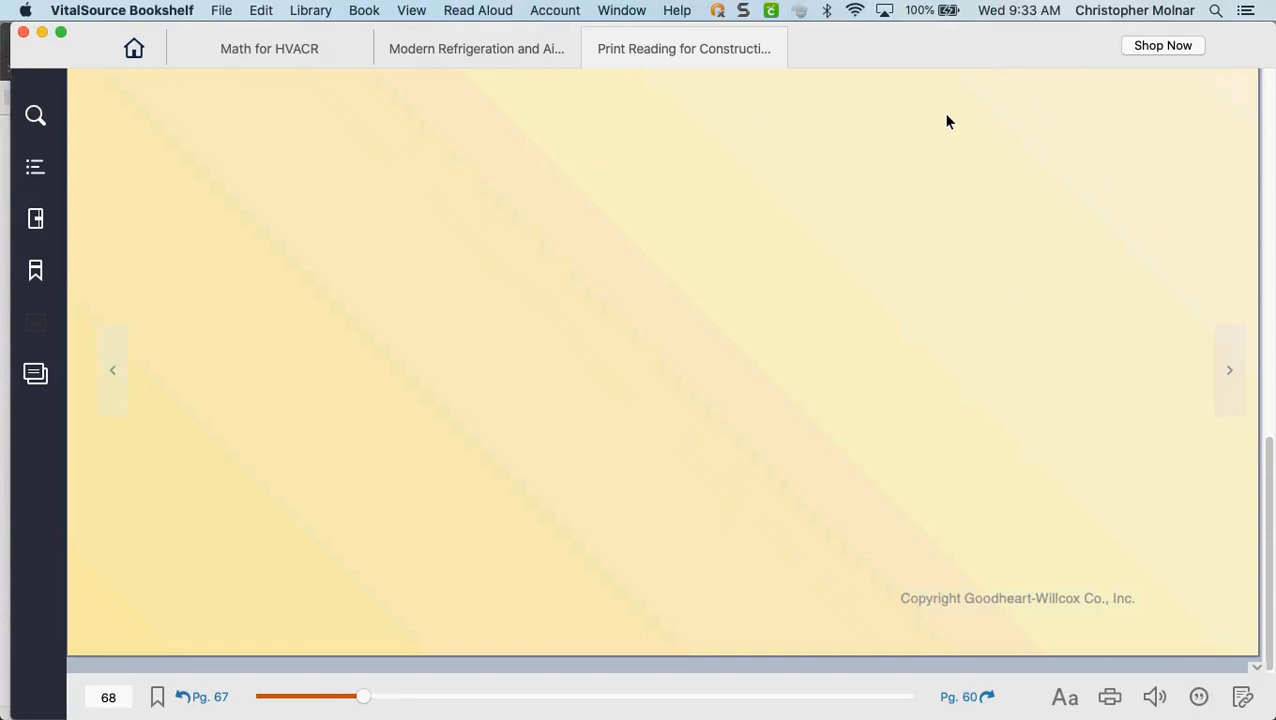 VitalSource Bookshelf File Edit Library Book View Read Aloud Account Window Help 100% Wed 9:33 AM Christopher Molnar
Math for HVACR Modern Refrigeration and Ai... Print Reading for Constructi... Shop Now
Copyright Goodheart-Willcox Co., Inc.
68 Pg. 67 Pg. 60 Aa